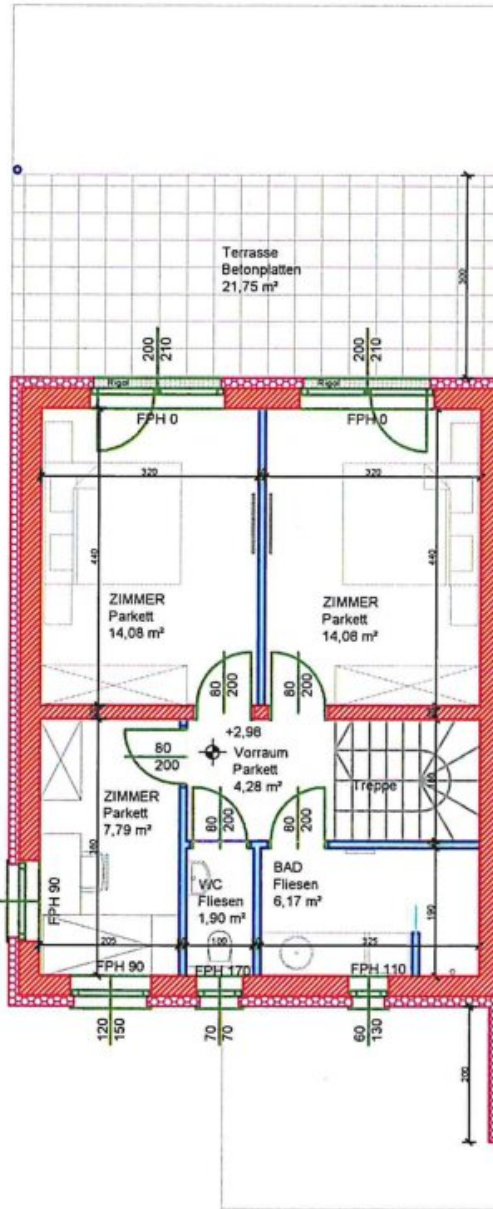 Terrasse
Betonplatten
21,75 m²
300
200
210
200
210
Rigol
Rigol
FPH 0
FPH 0
320
320
440
440
ZIMMER
Parkett
14,08 m²
ZIMMER
Parkett
14,08 m²
80
200
80
200
+2,98
Vorraum
Parkett
4,28 m²
80
200
Treppe
ZIMMER
Parkett
7,79 m²
80
200
80
200
WC
Fliesen
1,90 m²
BAD
Fliesen
6,17 m²
FPH 90
190
205
325
FPH 90
FPH 170
FPH 110
120
150
70
70
60
130
200